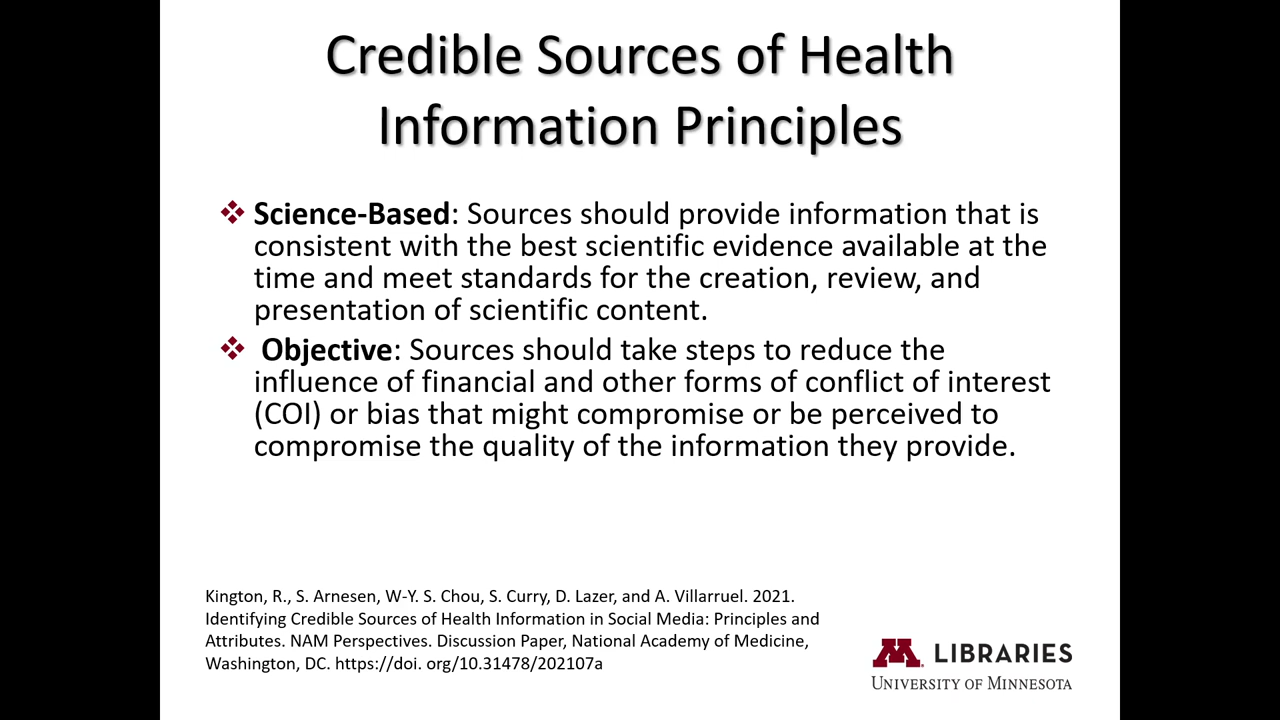 Credible Sources of Health
Information Principles
❖ Science-Based: Sources should provide information that is
consistent with the best scientific evidence available at the
time and meet standards for the creation, review, and
presentation of scientific content.
❖ Objective: Sources should take steps to reduce the
influence of financial and other forms of conflict of interest
(COI) or bias that might compromise or be perceived to
compromise the quality of the information they provide.
Kington, R., S. Arnesen, W-Y. S. Chou, S. Curry, D. Lazer, and A. Villarruel. 2021.
Identifying Credible Sources of Health Information in Social Media: Principles and
Attributes. NAM Perspectives. Discussion Paper, National Academy of Medicine,
Washington, DC. https://doi. org/10.31478/202107a
M LIBRARIES
UNIVERSITY OF MINNESOTA